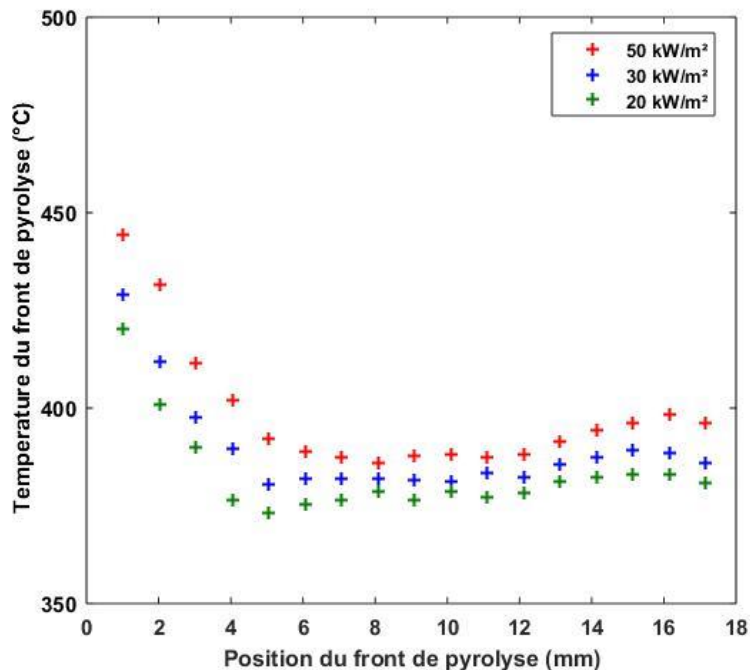 500
450
400
350
0 2 4 6 8 10 12 14 16 18
Temperature du front de pyrolyse (°C)
Position du front de pyrolyse (mm)
50 kW/m²
30 kW/m²
20 kW/m²